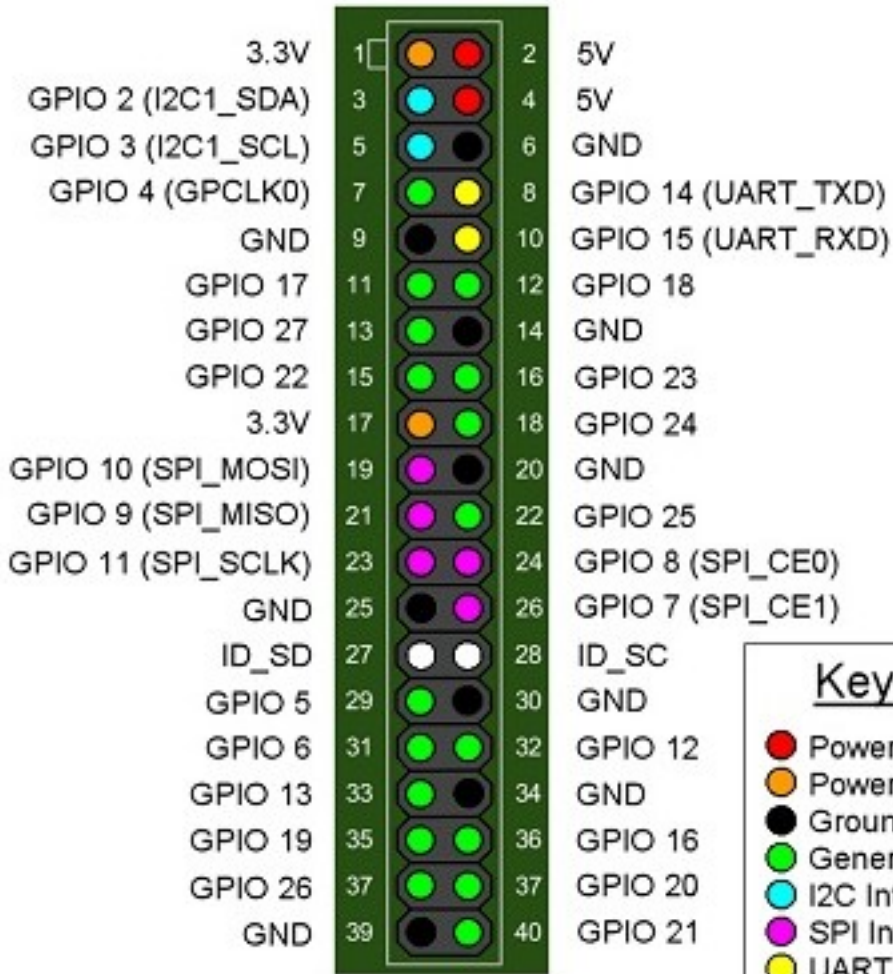 3.3V 1 2 5V
GPIO 2 (I2C1_SDA) 3 4 5V
GPIO 3 (I2C1_SCL) 5 6 GND
GPIO 4 (GPCLK0) 7 8 GPIO 14 (UART_TXD)
GND 9 10 GPIO 15 (UART_RXD)
GPIO 17 11 12 GPIO 18
GPIO 27 13 14 GND
GPIO 22 15 16 GPIO 23
3.3V 17 18 GPIO 24
GPIO 10 (SPI_MOSI) 19 20 GND
GPIO 9 (SPI_MISO) 21 22 GPIO 25
GPIO 11 (SPI_SCLK) 23 24 GPIO 8 (SPI_CE0)
GND 25 26 GPIO 7 (SPI_CE1)
ID_SD 27 28 ID_SC
GPIO 5 29 30 GND
GPIO 6 31 32 GPIO 12
GPIO 13 33 34 GND
GPIO 19 35 36 GPIO 16
GPIO 26 37 37 GPIO 20
GND 39 40 GPIO 21
Key
Power
Power
Groun
Gener
I2C In
SPI In
UART